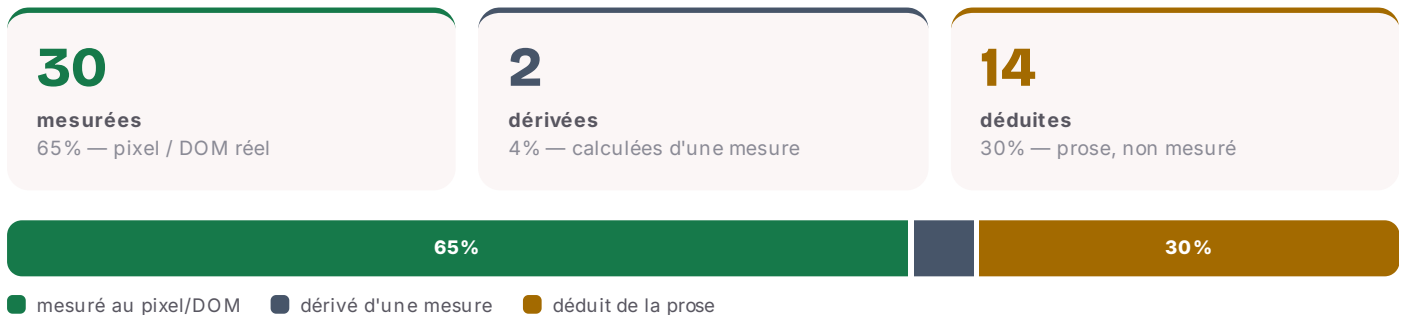 30
mesurées
65% — pixel / DOM réel
2
dérivées
4% — calculées d'une mesure
14
déduites
30% — prose, non mesuré
65%
30%
mesuré au pixel/DOM
dérivé d'une mesure
déduit de la prose